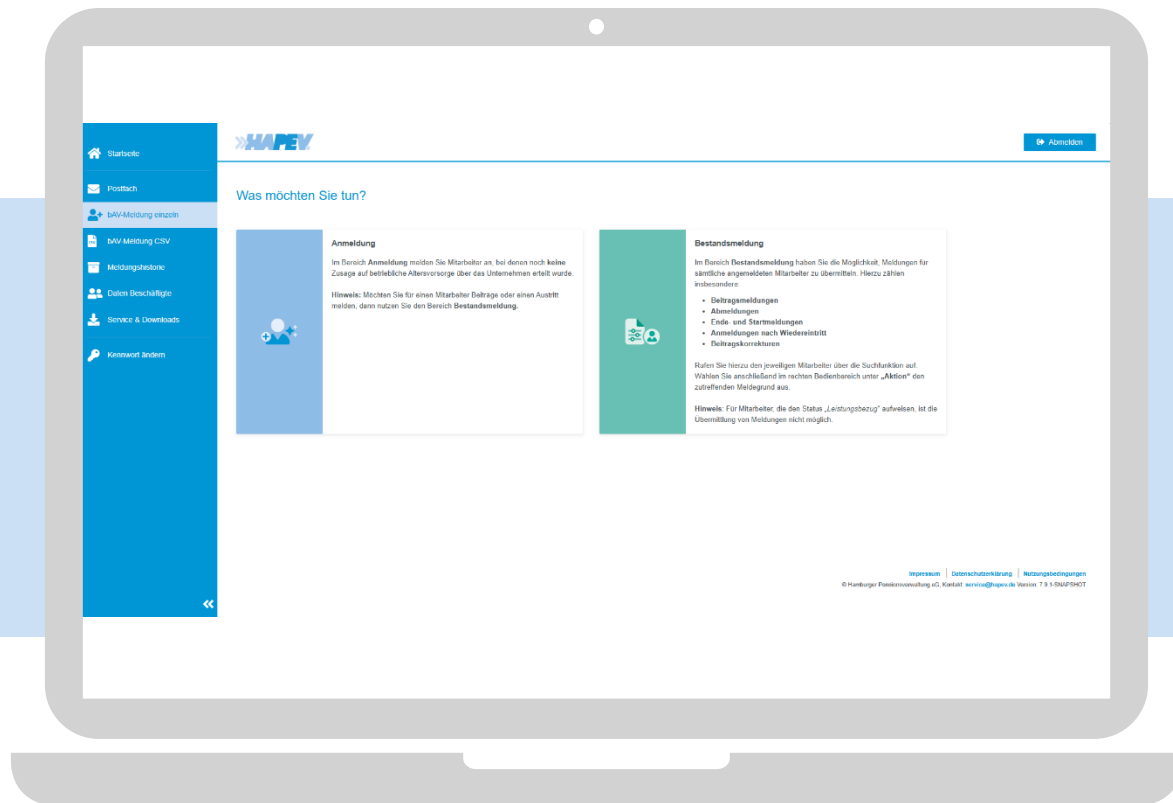 HAPEV
Abmelden
Startseite
Postfach
bAV-Meldung einzeln
bAV-Meldung CSV
Meldungshistorie
Daten Beschäftigte
Service & Downloads
Kennwort ändern
Was möchten Sie tun?
Anmeldung
Im Bereich Anmeldung melden Sie Mitarbeiter an, bei denen noch keine
Zusage auf betriebliche Altersvorsorge über das Unternehmen erteilt wurde.
Hinweis: Möchten Sie für einen Mitarbeiter Beiträge oder einen Austritt
melden, dann nutzen Sie den Bereich Bestandsmeldung.
Bestandsmeldung
Im Bereich Bestandsmeldung haben Sie die Möglichkeit, Meldungen für
sämtliche angemeldeten Mitarbeiter zu übermitteln. Hierzu zählen
insbesondere:
• Beitragsmeldungen
• Abmeldungen
• Ende- und Startmeldungen
• Anmeldungen nach Wiedereintritt
• Beitragskorrekturen
Rufen Sie hierzu den jeweiligen Mitarbeiter über die Suchfunktion auf.
Wählen Sie anschließend im rechten Bedienbereich unter „Aktion“ den
zutreffenden Meldegrund aus.
Hinweis: Für Mitarbeiter, die den Status „Leistungsbezug“ aufweisen, ist die
Übermittlung von Meldungen nicht möglich.
Impressum | Datenschutzerklärung | Nutzungsbedingungen
© Hamburger Pensionsverwaltung eG, Kontakt: service@hapev.de Version: 7.9.1-SNAPSHOT